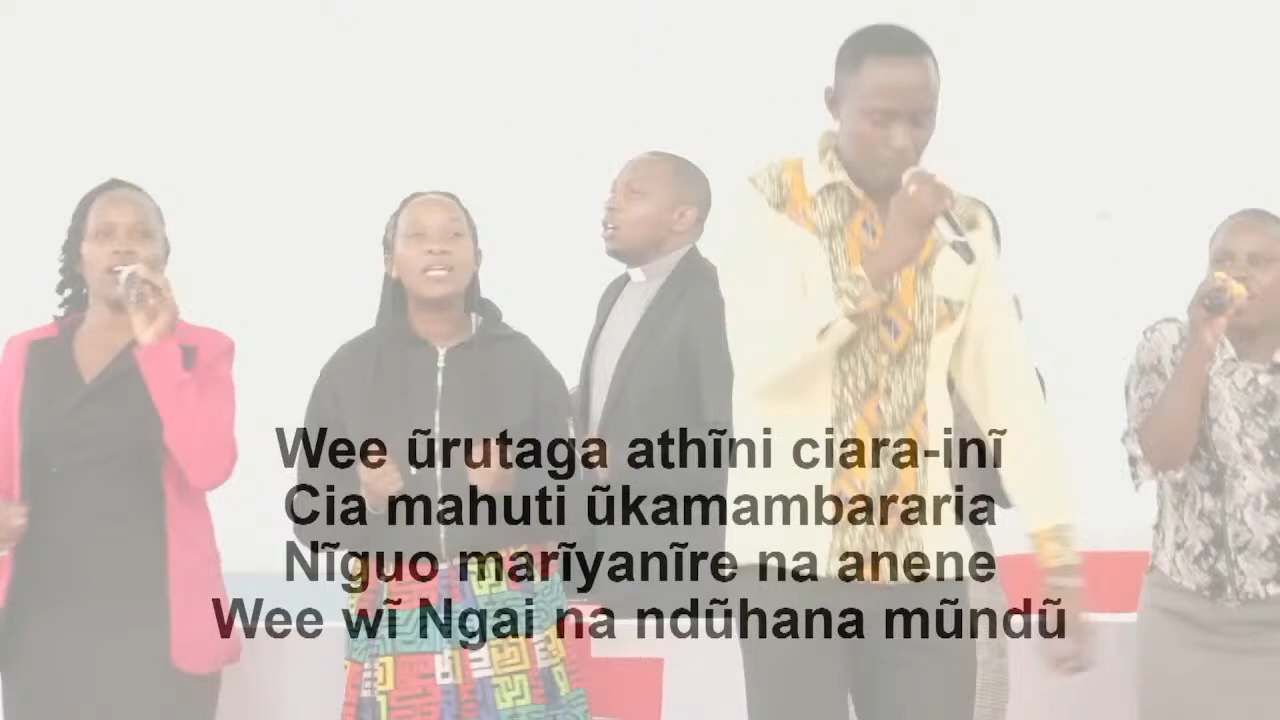 Wee ũrutaga athĩni ciara-inĩ
Cia mahuti ũkamambararia
Nĩguo marĩyanĩre na anene
Wee wĩ Ngai na ndũhana mũndũ